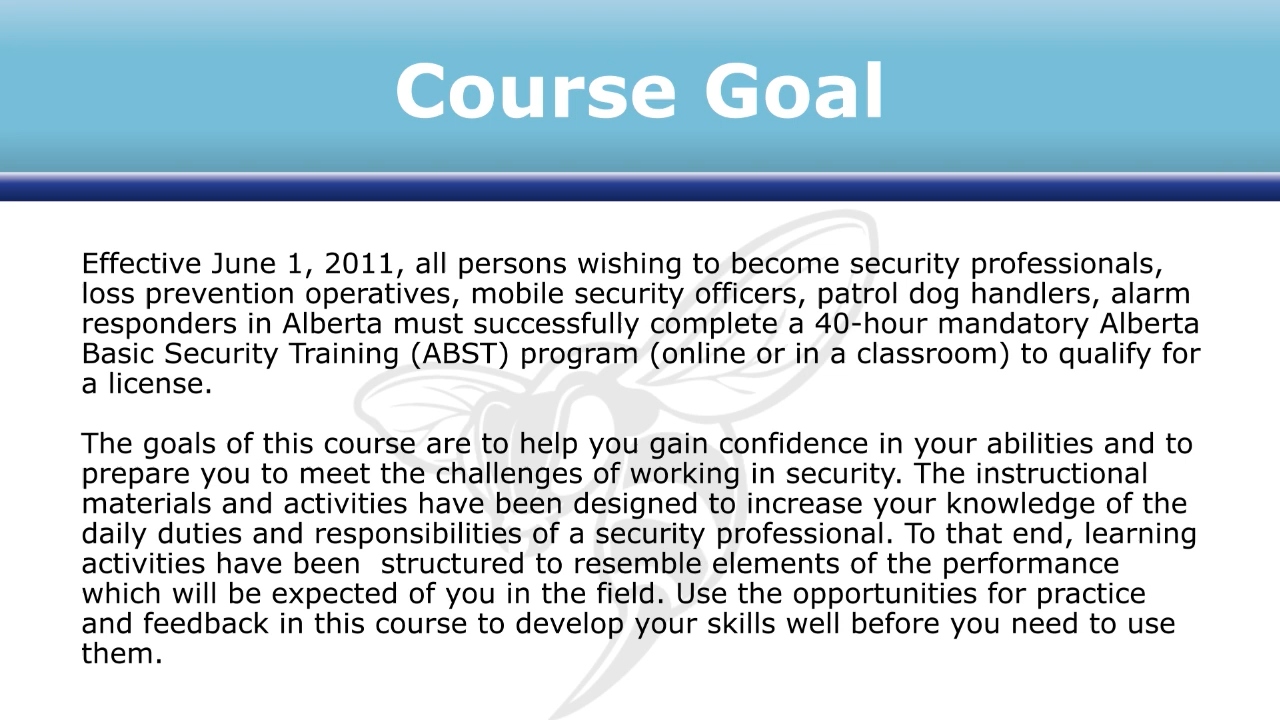 Course Goal
Effective June 1, 2011, all persons wishing to become security professionals,
loss prevention operatives, mobile security officers, patrol dog handlers, alarm
responders in Alberta must successfully complete a 40-hour mandatory Alberta
Basic Security Training (ABST) program (online or in a classroom) to qualify for
a license.
The goals of this course are to help you gain confidence in your abilities and to
prepare you to meet the challenges of working in security. The instructional
materials and activities have been designed to increase your knowledge of the
daily duties and responsibilities of a security professional. To that end, learning
activities have been  structured to resemble elements of the performance
which will be expected of you in the field. Use the opportunities for practice
and feedback in this course to develop your skills well before you need to use
them.